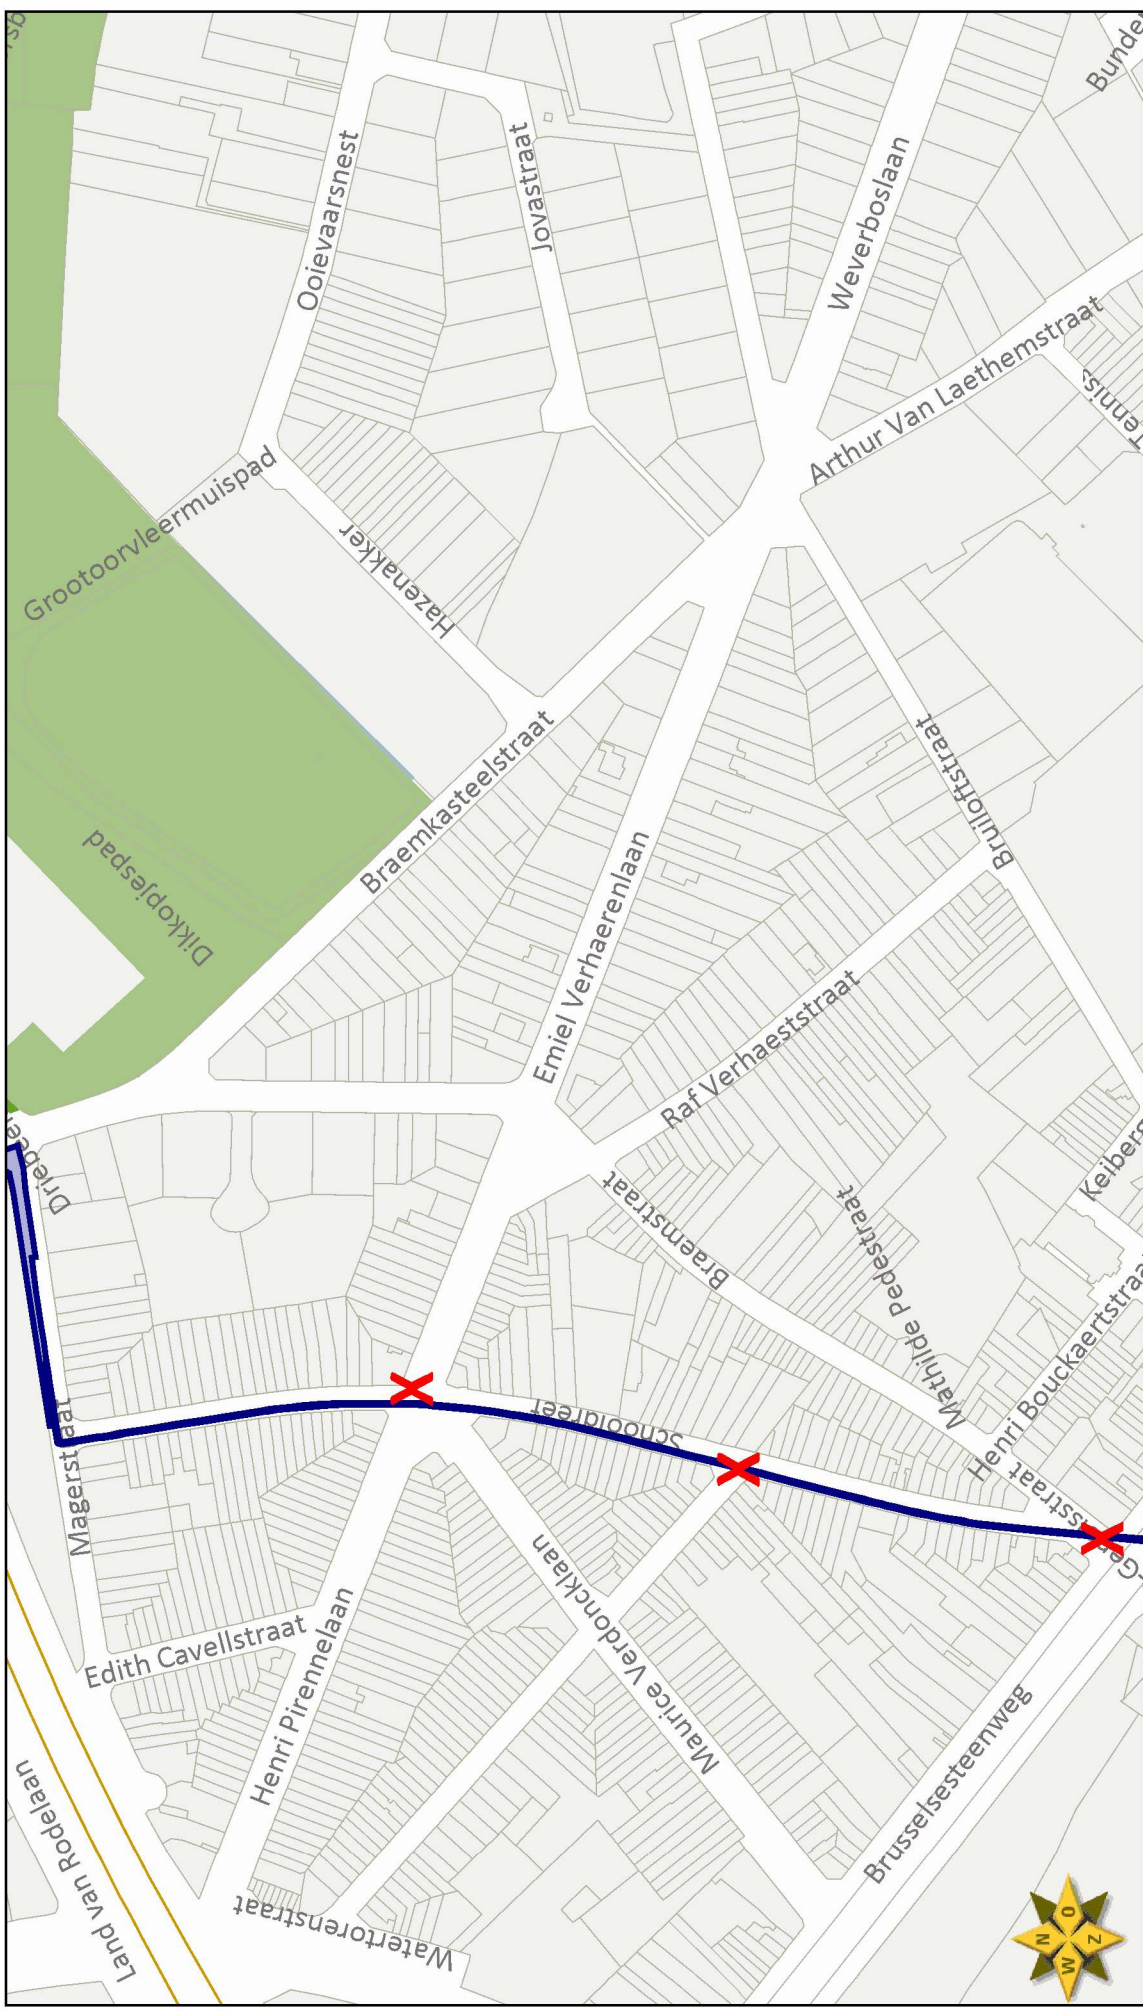 Ooievaarsnest
Jovastraat
Weverboslaan
Arthur Van Laethemstraat
Grootoorvleermuispad
Hazenakker
Braemkasteelstraat
Bruiloftstraat
Dikkopjespad
Emiel Verhaerenlaan
Raf Verhaeststraat
Braemstraat
Mathilde Pedestraat
Henri Bouckaertstraat
Schooldreef
Magerstraat
Edith Cavellstraat
Henri Pirennelaan
Maurice Verdoncklaan
Brusselsesteenweg
Land van Rodelaan
Watertorenstraat
O
N
Z
W